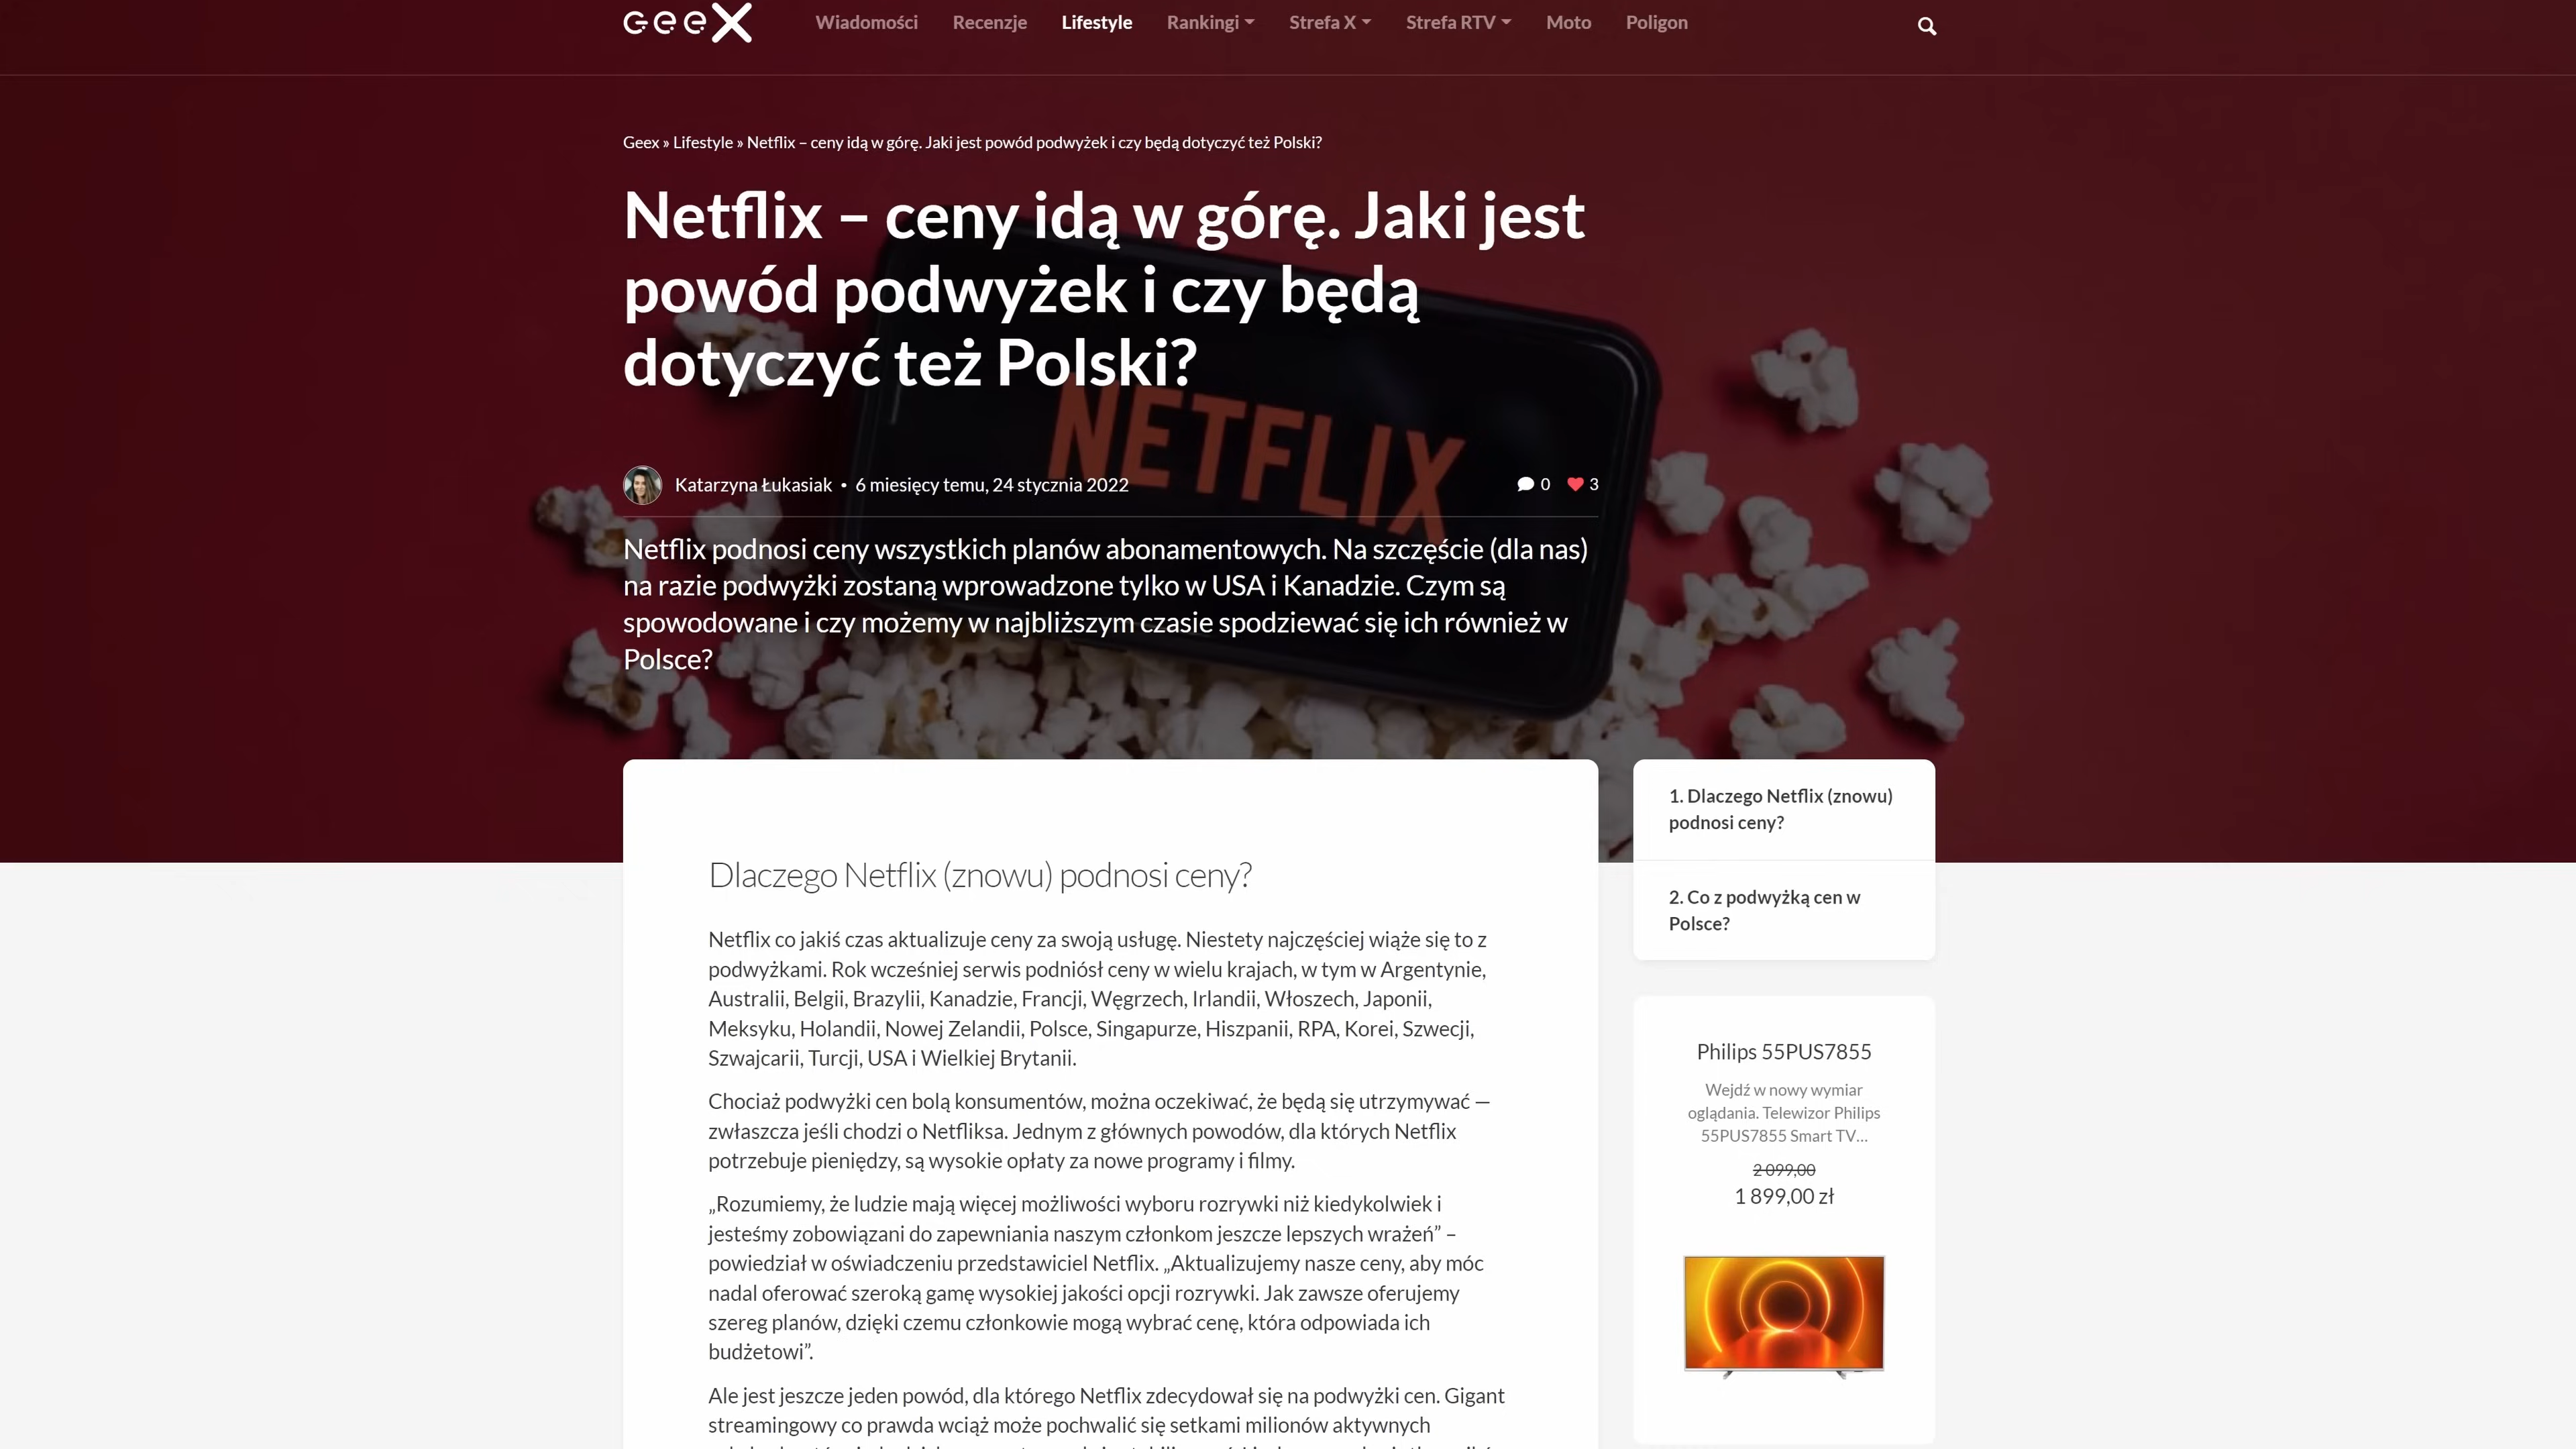 GeeX
Wiadomości Recenzje Lifestyle Rankingi Strefa X Strefa RTV Moto Poligon
Geex » Lifestyle » Netflix – ceny idą w górę. Jaki jest powód podwyżek i czy będą dotyczyć też Polski?
Netflix – ceny idą w górę. Jaki jest
powód podwyżek i czy będą
dotyczyć też Polski?
NETFLIX
Katarzyna Łukasiak • 6 miesięcy temu, 24 stycznia 2022
0 3
Netflix podnosi ceny wszystkich planów abonamentowych. Na szczęście (dla nas)
na razie podwyżki zostaną wprowadzone tylko w USA i Kanadzie. Czym są
spowodowane i czy możemy w najbliższym czasie spodziewać się ich również w
Polsce?
Dlaczego Netflix (znowu) podnosi ceny?
Netflix co jakiś czas aktualizuje ceny za swoją usługę. Niestety najczęściej wiąże się to z
podwyżkami. Rok wcześniej serwis podniósł ceny w wielu krajach, w tym w Argentynie,
Australii, Belgii, Brazylii, Kanadzie, Francji, Węgrzech, Irlandii, Włoszech, Japonii,
Meksyku, Holandii, Nowej Zelandii, Polsce, Singapurze, Hiszpanii, RPA, Korei, Szwecji,
Szwajcarii, Turcji, USA i Wielkiej Brytanii.
Chociaż podwyżki cen bolą konsumentów, można oczekiwać, że będą się utrzymywać —
zwłaszcza jeśli chodzi o Netfliksa. Jednym z głównych powodów, dla których Netflix
potrzebuje pieniędzy, są wysokie opłaty za nowe programy i filmy.
„Rozumiemy, że ludzie mają więcej możliwości wyboru rozrywki niż kiedykolwiek i
jesteśmy zobowiązani do zapewniania naszym członkom jeszcze lepszych wrażeń” –
powiedział w oświadczeniu przedstawiciel Netflix. „Aktualizujemy nasze ceny, aby móc
nadal oferować szeroką gamę wysokiej jakości opcji rozrywki. Jak zawsze oferujemy
szereg planów, dzięki czemu członkowie mogą wybrać cenę, która odpowiada ich
budżetowi”.
Ale jest jeszcze jeden powód, dla którego Netflix zdecydował się na podwyżki cen. Gigant
streamingowy co prawda wciąż może pochwalić się setkami milionów aktywnych
1. Dlaczego Netflix (znowu)
podnosi ceny?
2. Co z podwyżką cen w
Polsce?
Philips 55PUS7855
Wejdź w nowy wymiar
oglądania. Telewizor Philips
55PUS7855 Smart TV...
2 099,00
1 899,00 zł